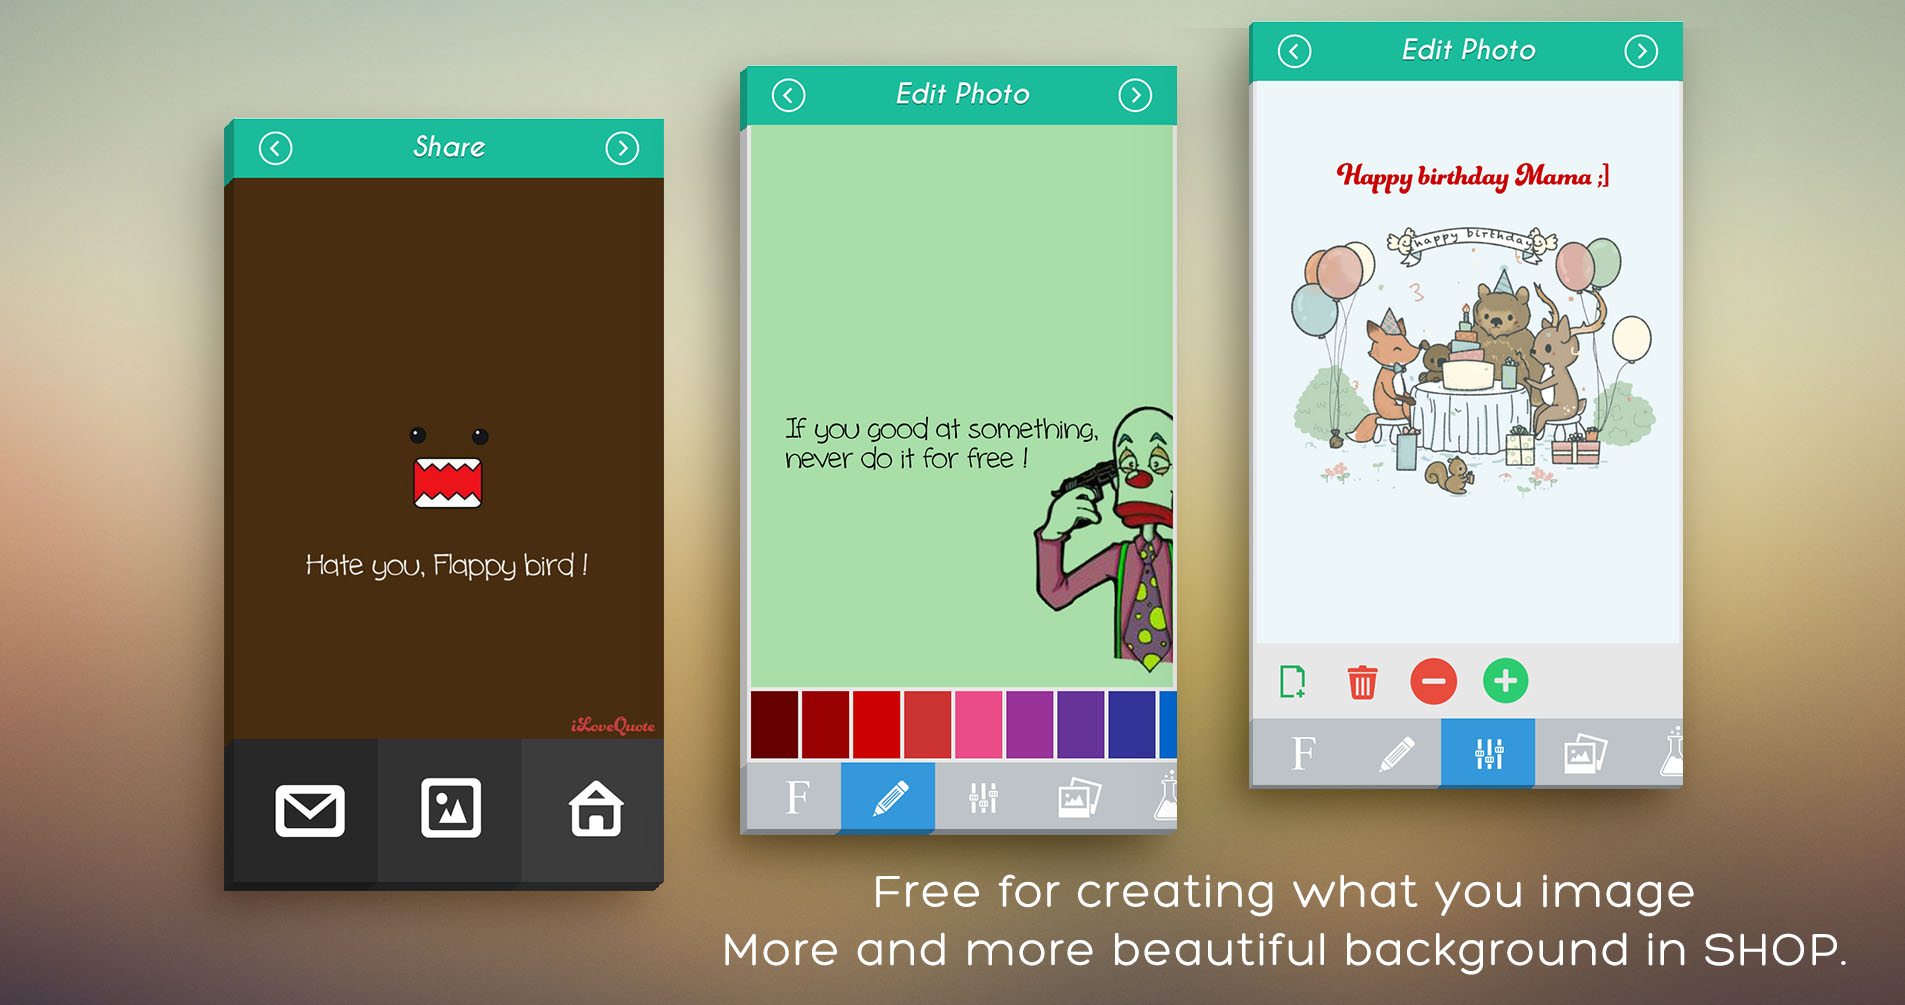 Share
Hate you, Flappy bird !
iLoveQuote
Edit Photo
If you good at something,
never do it for free !
F
Edit Photo
Happy birthday Mama ;]
happy birthday
3
3
F
Free for creating what you image
More and more beautiful background in SHOP.